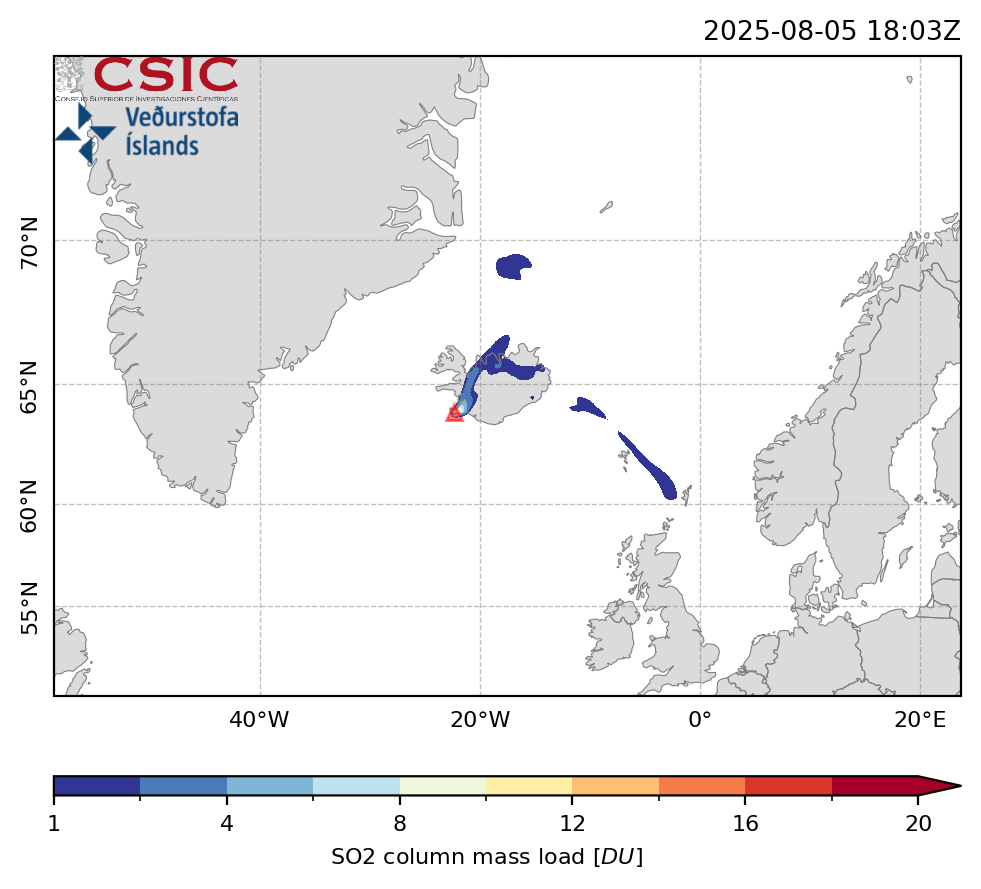 2025-08-05 18:03Z
CSIC
CONSEJO SUPERIOR DE INVESTIGACIONES CIENTÍFICAS
Veðurstofa
Íslands
70°N
65°N
60°N
55°N
40°W 20°W 0° 20°E
1 4 8 12 16 20
SO2 column mass load [DU]